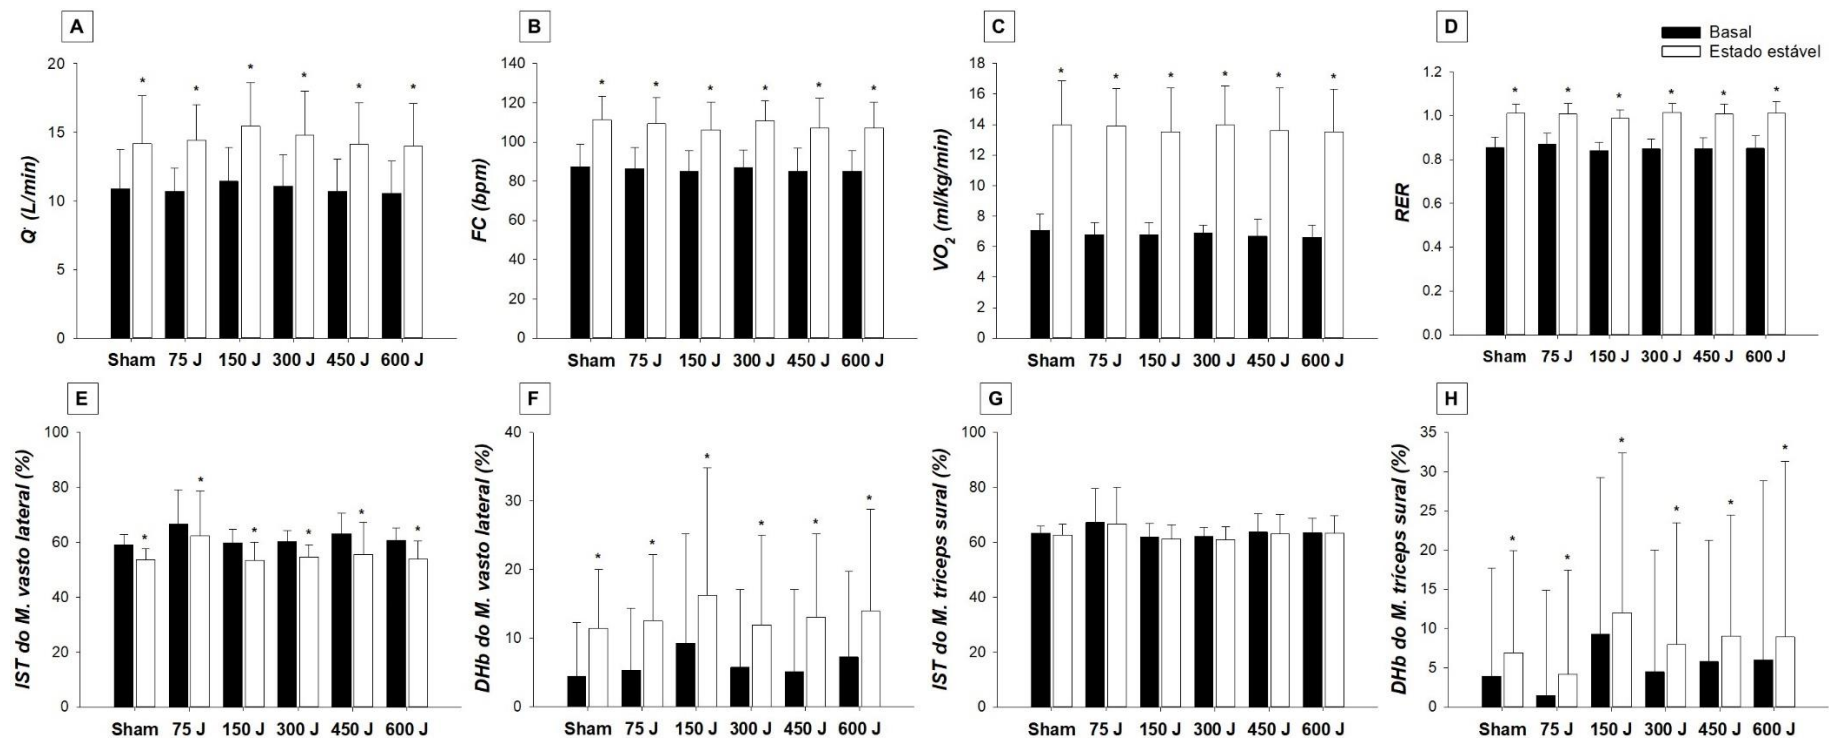 A
B
C
D
Basal
Estado estável
20
15
10
5
0
Q̇ (L/min)
* * * * * *
Sham 75 J 150 J 300 J 450 J 600 J
140
120
100
80
60
40
20
0
FC (bpm)
* * * * * *
Sham 75 J 150 J 300 J 450 J 600 J
18
16
14
12
10
8
6
4
2
0
VO2 (ml/kg/min)
* * * * * *
Sham 75 J 150 J 300 J 450 J 600 J
1.2
1.0
0.8
0.6
0.4
0.2
0.0
RER
* * * * * *
Sham 75 J 150 J 300 J 450 J 600 J
E
F
G
H
100
80
60
40
20
0
IST do M. vasto lateral (%)
* * * * * *
Sham 75 J 150 J 300 J 450 J 600 J
40
30
20
10
0
DHb do M. vasto lateral (%)
* * * * * *
Sham 75 J 150 J 300 J 450 J 600 J
100
80
60
40
20
0
IST do M. tríceps sural (%)
Sham 75 J 150 J 300 J 450 J 600 J
35
30
25
20
15
10
5
0
DHb do M. tríceps sural (%)
* * * * * *
Sham 75 J 150 J 300 J 450 J 600 J